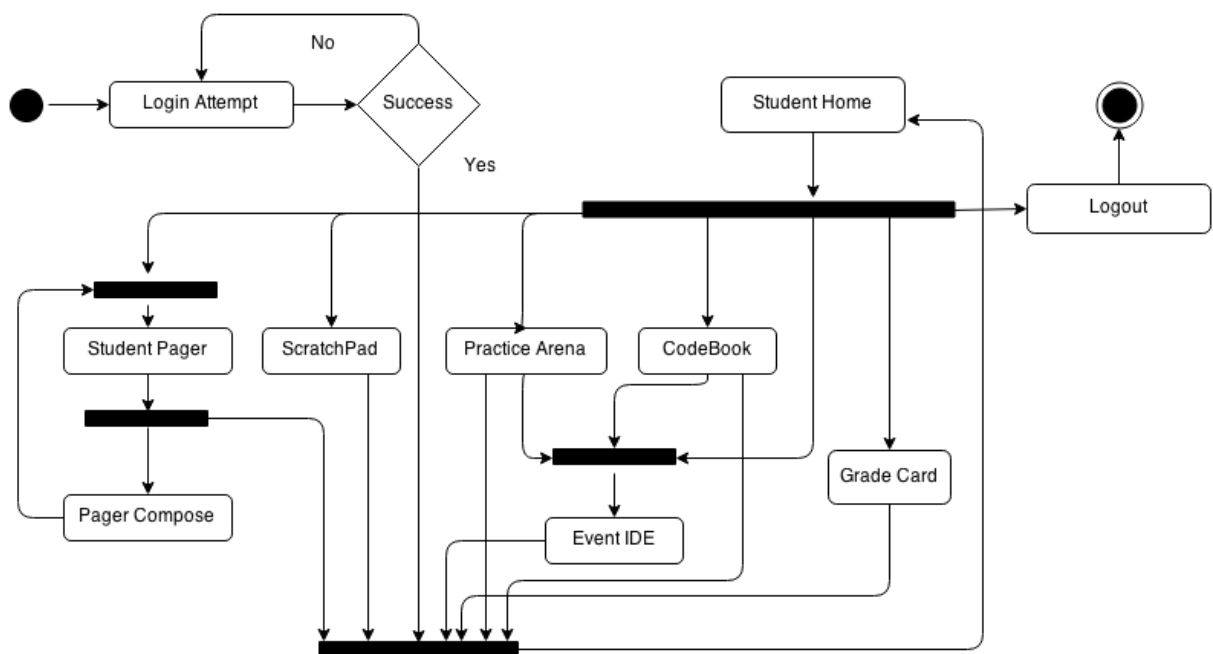 No
Login Attempt
Success
Student Home
Yes
Logout
Student Pager
ScratchPad
Practice Arena
CodeBook
Grade Card
Pager Compose
Event IDE